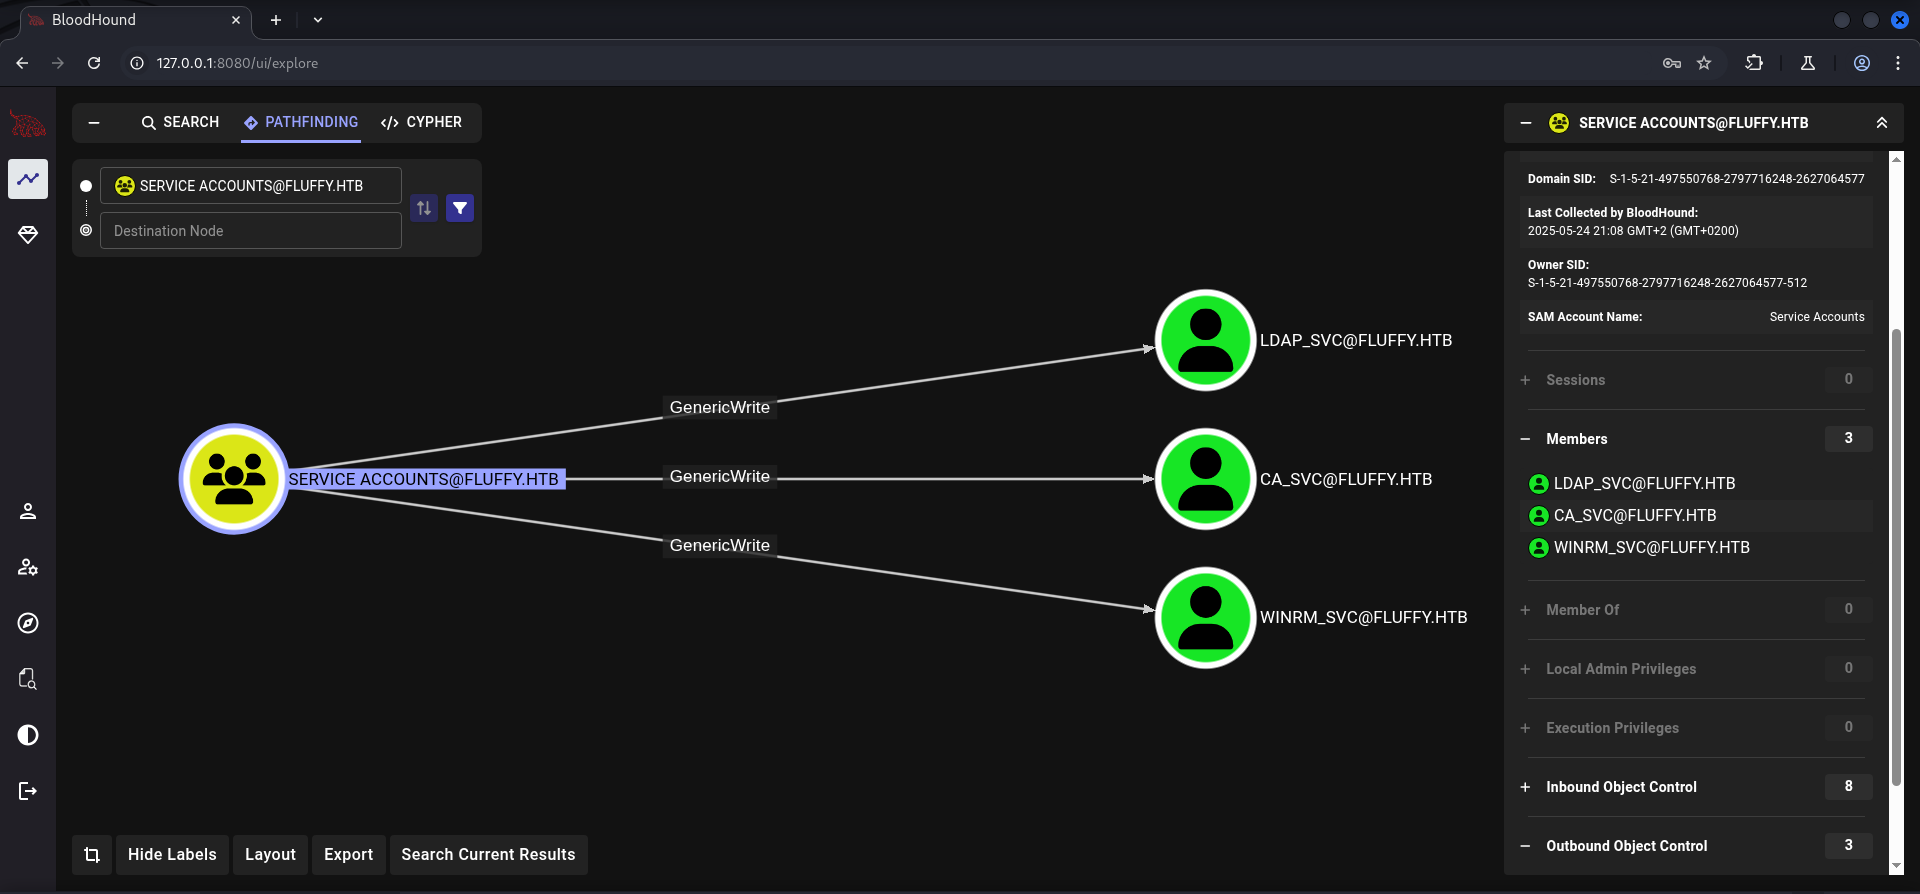 BloodHound
127.0.0.1:8080/ui/explore
SEARCH
PATHFINDING
</> CYPHER
SERVICE ACCOUNTS@FLUFFY.HTB
Destination Node
SERVICE ACCOUNTS@FLUFFY.HTB
GenericWrite
GenericWrite
GenericWrite
LDAP_SVC@FLUFFY.HTB
CA_SVC@FLUFFY.HTB
WINRM_SVC@FLUFFY.HTB
Hide Labels
Layout
Export
Search Current Results
SERVICE ACCOUNTS@FLUFFY.HTB
Domain SID: S-1-5-21-497550768-2797716248-2627064577
Last Collected by BloodHound:
2025-05-24 21:08 GMT+2 (GMT+0200)
Owner SID:
S-1-5-21-497550768-2797716248-2627064577-512
SAM Account Name: Service Accounts
Sessions 0
Members 3
LDAP_SVC@FLUFFY.HTB
CA_SVC@FLUFFY.HTB
WINRM_SVC@FLUFFY.HTB
Member Of 0
Local Admin Privileges 0
Execution Privileges 0
Inbound Object Control 8
Outbound Object Control 3